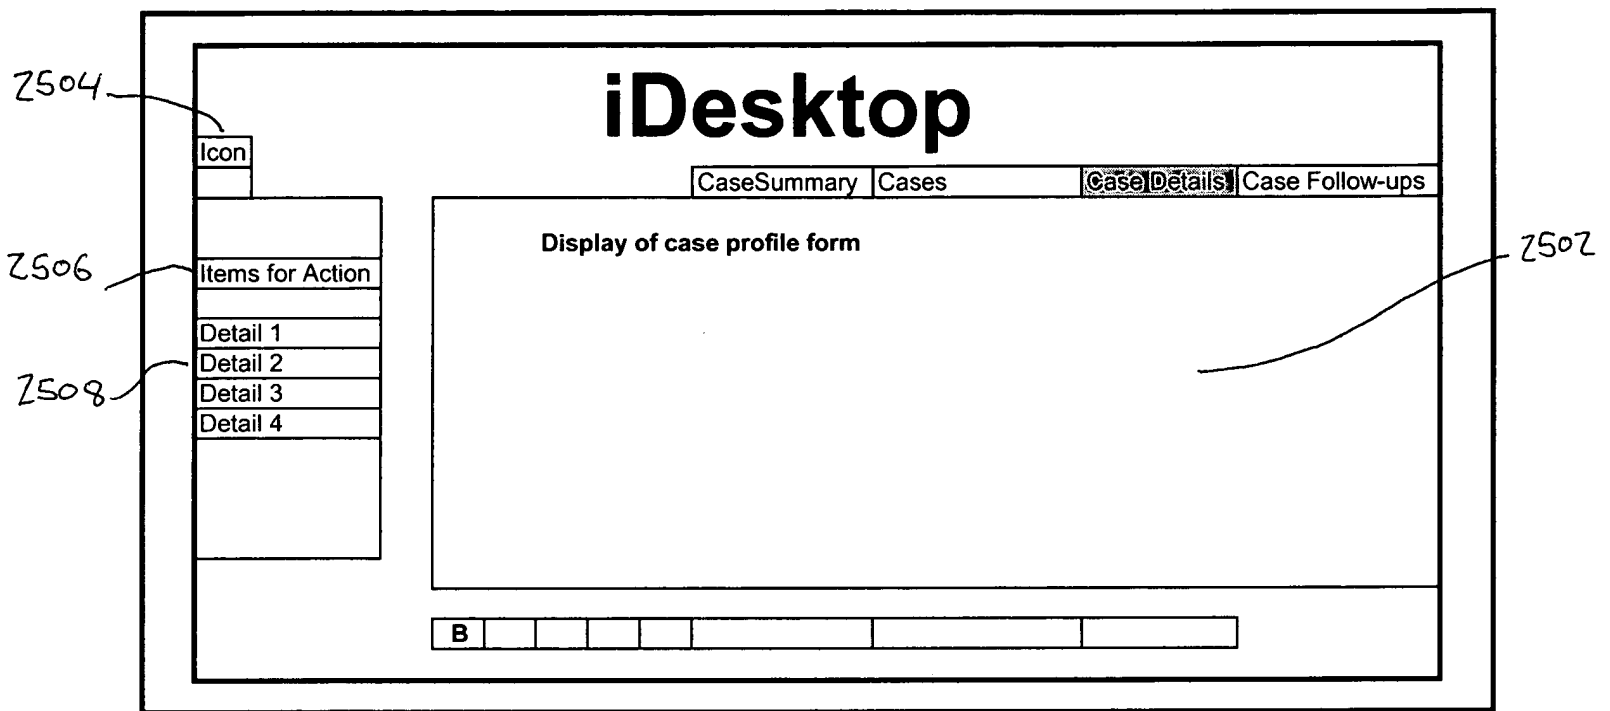 iDesktop
2504
Icon
CaseSummary Cases Case Details Case Follow-ups
Display of case profile form
2502
2506
Items for Action
Detail 1
Detail 2
2508
Detail 3
Detail 4
B